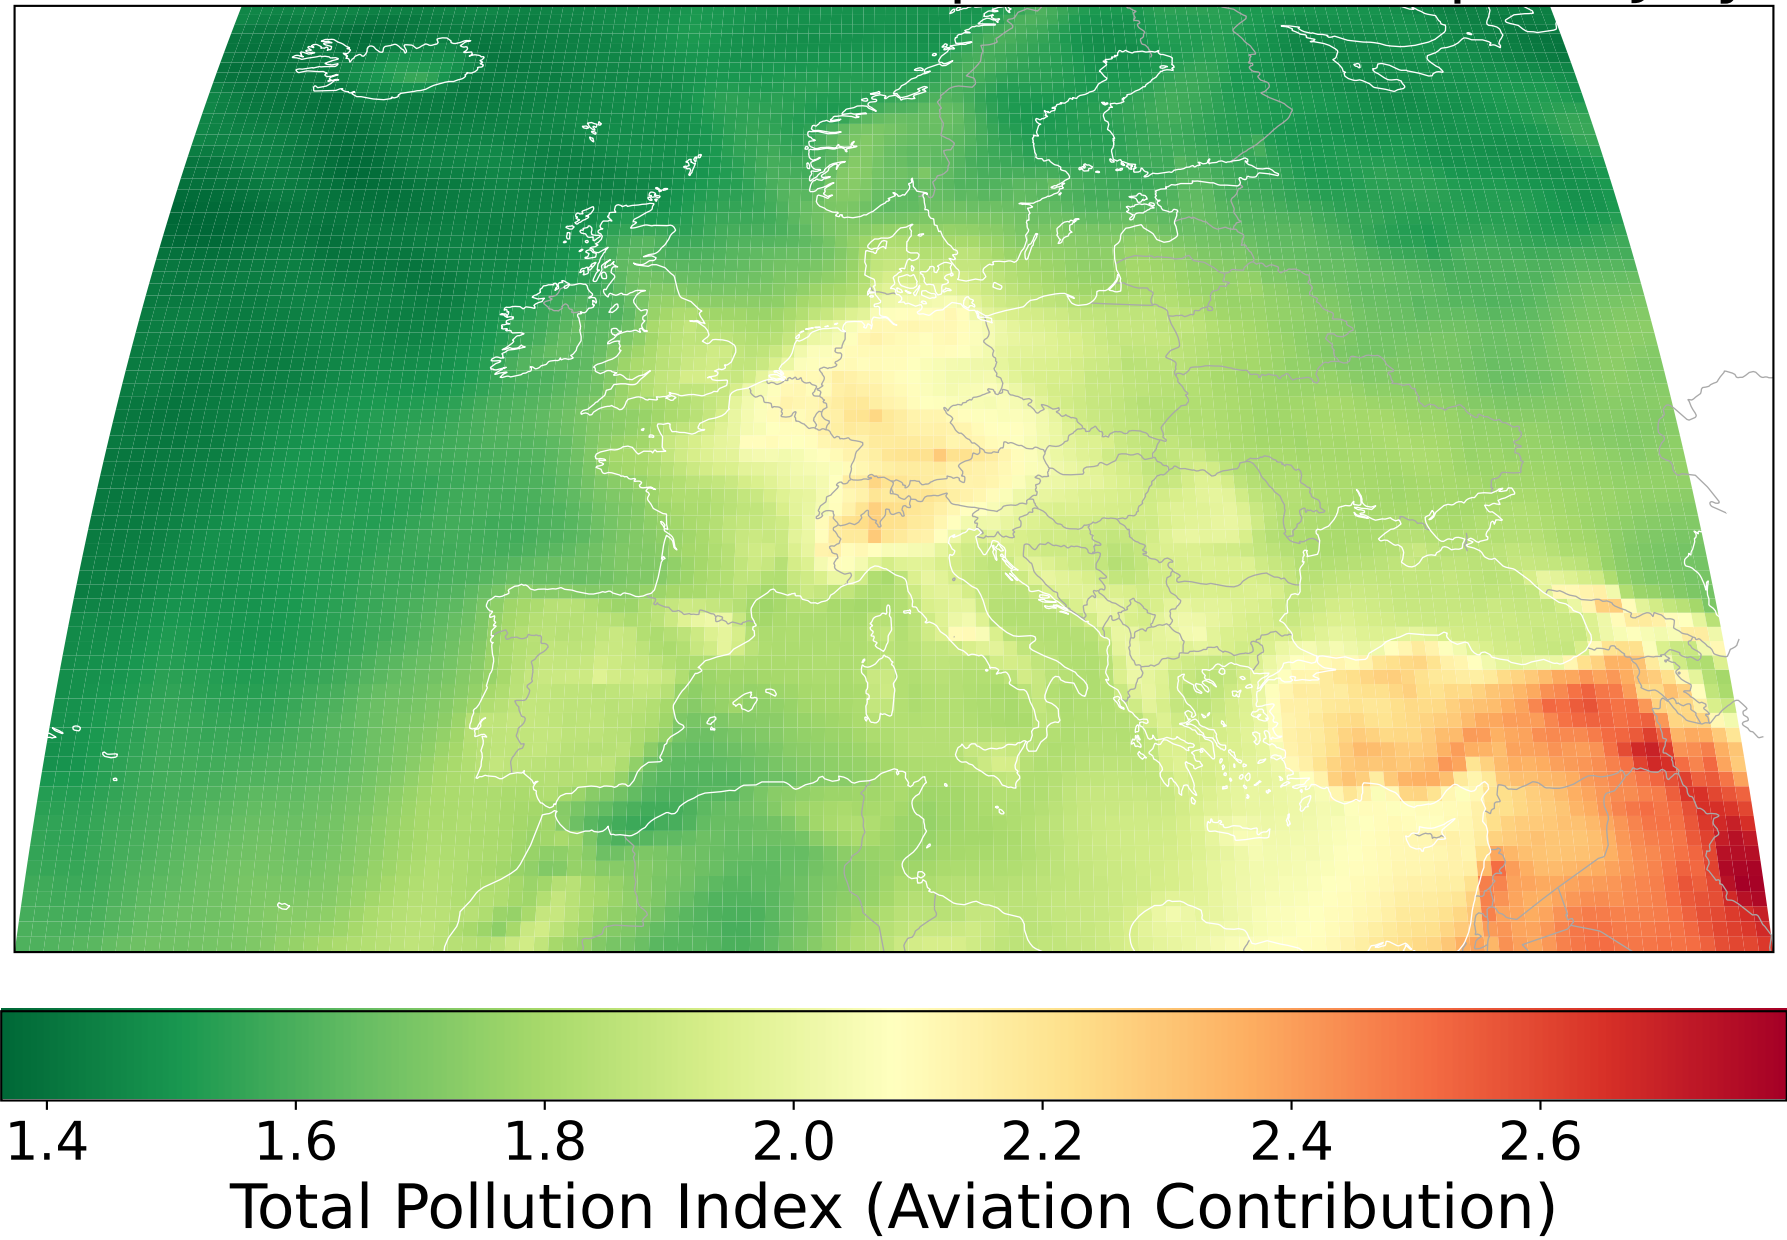 1.4 1.6 1.8 2.0 2.2 2.4 2.6
Total Pollution Index (Aviation Contribution)